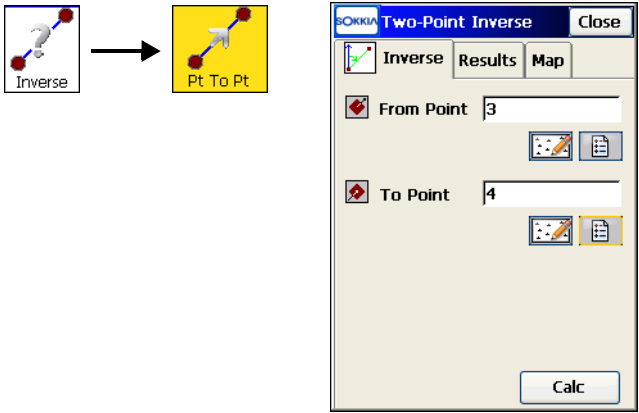 Inverse
Pt To Pt
SOKKIA Two-Point Inverse Close
Inverse Results Map
From Point 3
To Point 4
Calc